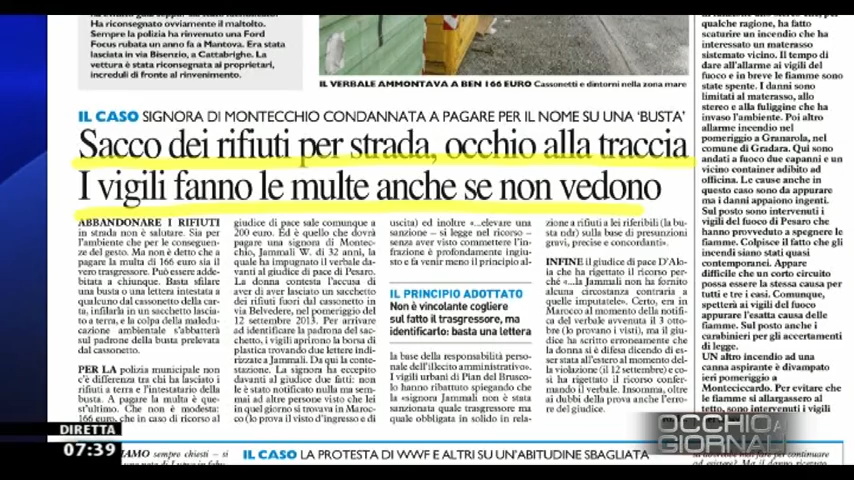 Ha riconsegnato ovviamente il maltolto.
Sempre la polizia ha rinvenuto una Ford
Focus rubata un anno fa a Mantova. Era stata
lasciata in via Bisenzio, a Cattabrighe. La
vettura è stata riconsegnata ai proprietari,
increduli di fronte al rinvenimento.
IL VERBALE AMMONTAVA A BEN 166 EURO Cassonetti e dintorni nella zona mare
IL CASO SIGNORA DI MONTECCHIO CONDANNATA A PAGARE PER IL NOME SU UNA 'BUSTA'
Sacco dei rifiuti per strada, occhio alla traccia
I vigili fanno le multe anche se non vedono
ABBANDONARE I RIFIUTI
in strada non è salutare. Sia per
l'ambiente che per le conseguen-
ze del gesto. Ma non è detto che a
pagare la multa di 166 euro sia il
vero trasgressore. Può essere adde-
bitata a chiunque. Basta sfilare
una busta o una lettera intestata a
qualcuno dal cassonetto della car-
ta, infilarla in un sacchetto lascia-
to a terra, e la colpa della maledu-
cazione ambientale s'abbatterà
sul padrone della busta prelevata
dal cassonetto.
PER LA polizia municipale non
c'è differenza tra chi ha lasciato i
rifiuti a terra e l'intestatario della
busta. A pagare la multa è que-
st'ultimo. Che non è modesta:
166 euro, che in caso di ricorso al
giudice di pace sale comunque a
200 euro. Ed è quello che dovrà
pagare una signora di Montec-
chio, Jammali W. di 32 anni, la
quale ha impugnato il verbale da-
vanti al giudice di pace di Pesaro.
La donna contesta l'accusa di
aver di aver lasciato un sacchetto
dei rifiuti fuori dal cassonetto in
via Belvedere, nel pomeriggio del
12 settembre 2013. Per arrivare
ad identificare la padrona del sac-
chetto, i vigili aprirono la borsa di
plastica trovando due lettere indi-
rizzate a Jammali. Da qui la conte-
stazione. La signora ha eccepito
davanti al giudice due fatti: non
le è stato notificato nulla ma sem-
mai ad altre persone visto che lei
in quel giorno si trovava in Maroc-
co (lo prova il visto d'ingresso e di
uscita) ed inoltre «...elevare una
sanzione – si legge nel ricorso –
senza aver visto commettere l'in-
frazione è profondamente ingiu-
sto e fa venir meno il principio al-
IL PRINCIPIO ADOTTATO
Non è vincolante cogliere
sul fatto il trasgressore, ma
identificarlo: basta una lettera
la base della responsabilità perso-
nale dell'illecito amministrativo».
I vigili urbani di Pian del Brusco-
lo hanno ribattuto spiegando che
la «signora Jammali non è stata
sanzionata quale trasgressore ma
quale obbligata in solido in rela-
zione a rifiuti a lei riferibili (la bu-
sta ndr) sulla base di presunzioni
gravi, precise e concordanti».
INFINE il giudice di pace D'Aloia
che ha rigettato il ricorso per-
ché «...la Jammali non ha fornito
alcuna circostanza contraria a
quelle imputatele». Certo, era in
Marocco al momento della notifica
del verbale avvenuta il 3 otto-
bre (lo provano i visti), ma il giu-
dice ha scritto erroneamente che
la donna si è difesa dicendo di es-
ser stata all'estero al momento del-
la violazione (il 12 settembre) e co-
sì ha rigettato il ricorso confer-
mando il verbale. Insomma, oltre
ai dubbi della prova anche l'erro-
re del giudice.
qualche ragione, ha fatto
scaturire un incendio che ha
interessato un materasso
sistemato vicino. Il tempo di
dare all'allarme ai vigili del
fuoco e in breve le fiamme sono
state spente. I danni sono
limitati al materasso, allo
stereo e alla fuliggine che ha
invaso l'ambiente. Poi altro
allarme incendio nel
pomeriggio a Granarola, nel
comune di Gradara. Qui sono
andati a fuoco due capanni e un
vicino container adibito ad
officina. Le cause anche in
questo caso sono da appurare
ma i danni appaiono ingenti.
Sul posto sono intervenuti i
vigili del fuoco di Pesaro che
hanno provveduto a spegnere le
fiamme. Colpisce il fatto che gli
incendi siano stati quasi
contemporanei. Appare
difficile che un corto circuito
possa essere la stessa causa per
tutti e tre i casi. Comunque,
spetterà ai vigili del fuoco
appurare l'esatta causa delle
fiamme. Sul posto anche i
carabinieri per gli accertamenti
di legge.
UN altro incendio ad una
canna aspirante è divampato
ieri pomeriggio a
Monteciccardo. Per evitare che
le fiamme si allargassero al
tetto, sono intervenuti i vigili
DIRETTA
07:39
OCCHIO AI
GIORNALI
sempre chiesti – si
IL CASO LA PROTESTA DI WWF E ALTRI SU UN'ABITUDINE SBAGLIATA